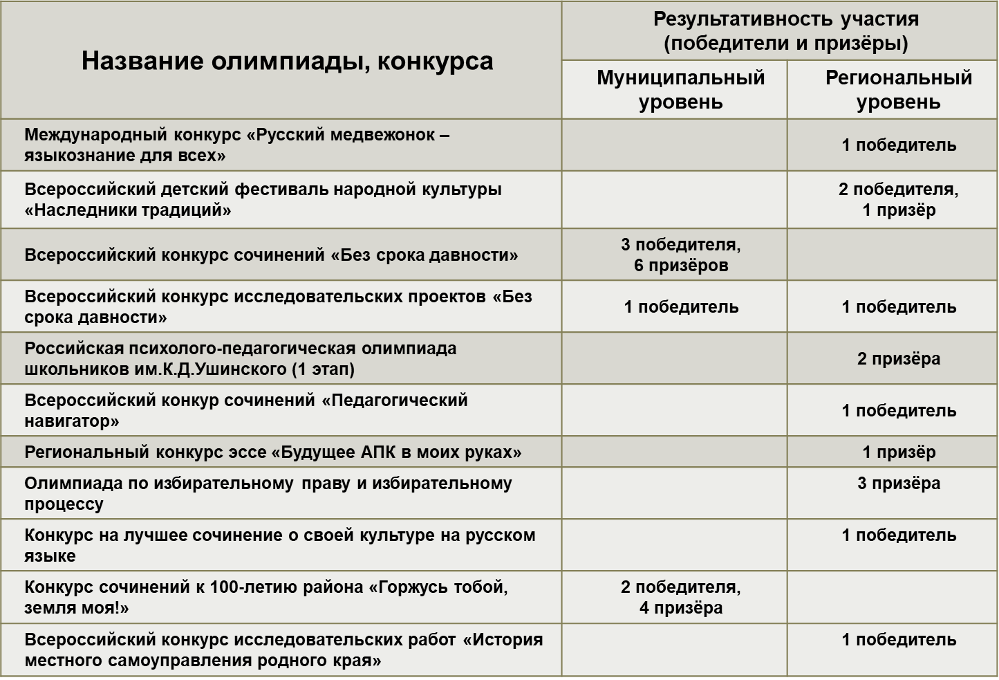 Название олимпиады, конкурса
Результативность участия
(победители и призёры)
Муниципальный
уровень
Региональный
уровень
Международный конкурс «Русский медвежонок –
языкознание для всех»
1 победитель
Всероссийский детский фестиваль народной культуры
«Наследники традиций»
2 победителя,
1 призёр
Всероссийский конкурс сочинений «Без срока давности»
3 победителя,
6 призёров
Всероссийский конкурс исследовательских проектов «Без
срока давности»
1 победитель
1 победитель
Российская психолого-педагогическая олимпиада
школьников им.К.Д.Ушинского (1 этап)
2 призёра
Всероссийский конкур сочинений «Педагогический
навигатор»
1 победитель
Региональный конкурс эссе «Будущее АПК в моих руках»
1 призёр
Олимпиада по избирательному праву и избирательному
процессу
3 призёра
Конкурс на лучшее сочинение о своей культуре на русском
языке
1 победитель
Конкурс сочинений к 100-летию района «Горжусь тобой,
земля моя!»
2 победителя,
4 призёра
Всероссийский конкурс исследовательских работ «История
местного самоуправления родного края»
1 победитель